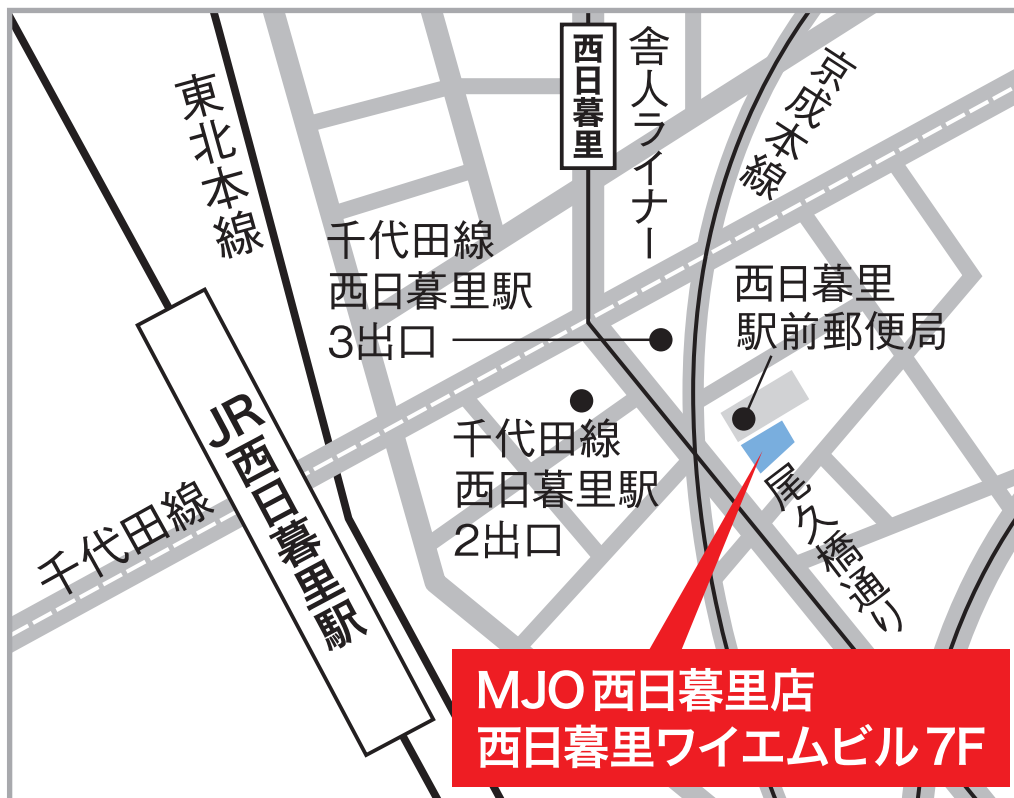 西日暮里
舎人ライナー
京成本線
東北本線
千代田線
西日暮里駅
3出口
西日暮里
駅前郵便局
JR西日暮里駅
千代田線
西日暮里駅
2出口
千代田線
尾久橋通り
MJO西日暮里店
西日暮里ワイエムビル7F